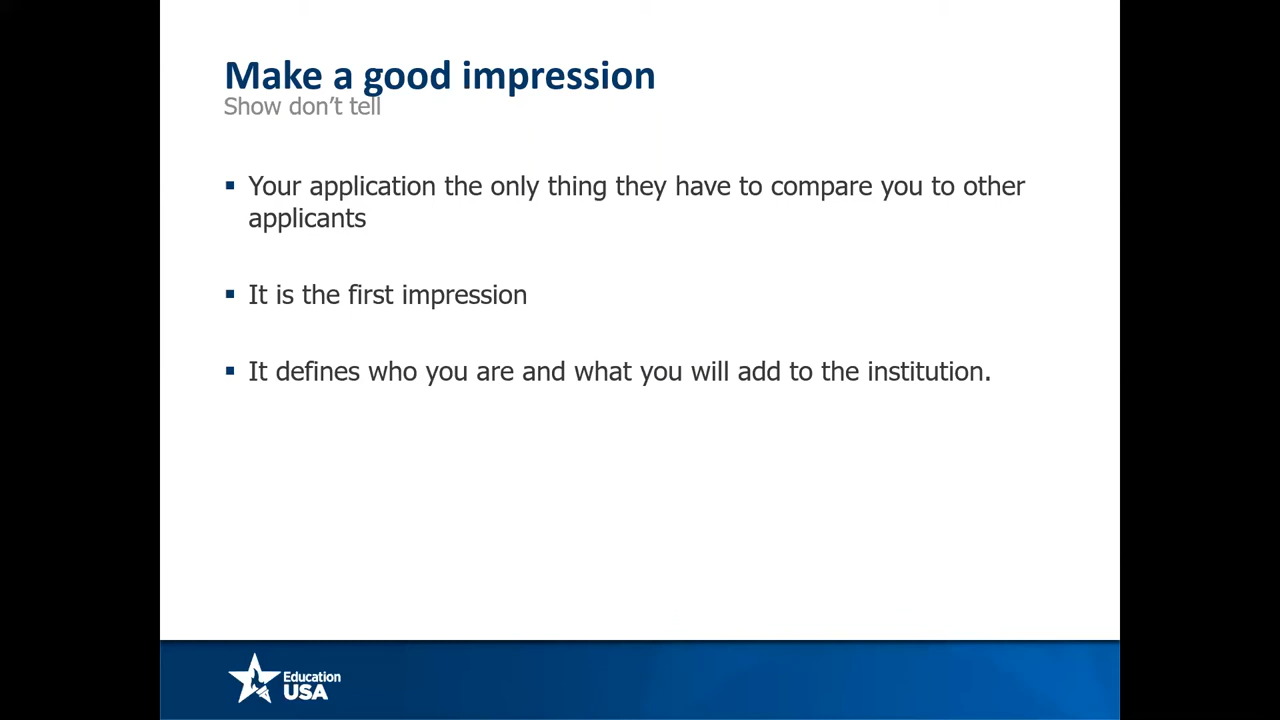 Make a good impression
Show don’t tell
Your application the only thing they have to compare you to other
applicants
It is the first impression
It defines who you are and what you will add to the institution.
Education
USA